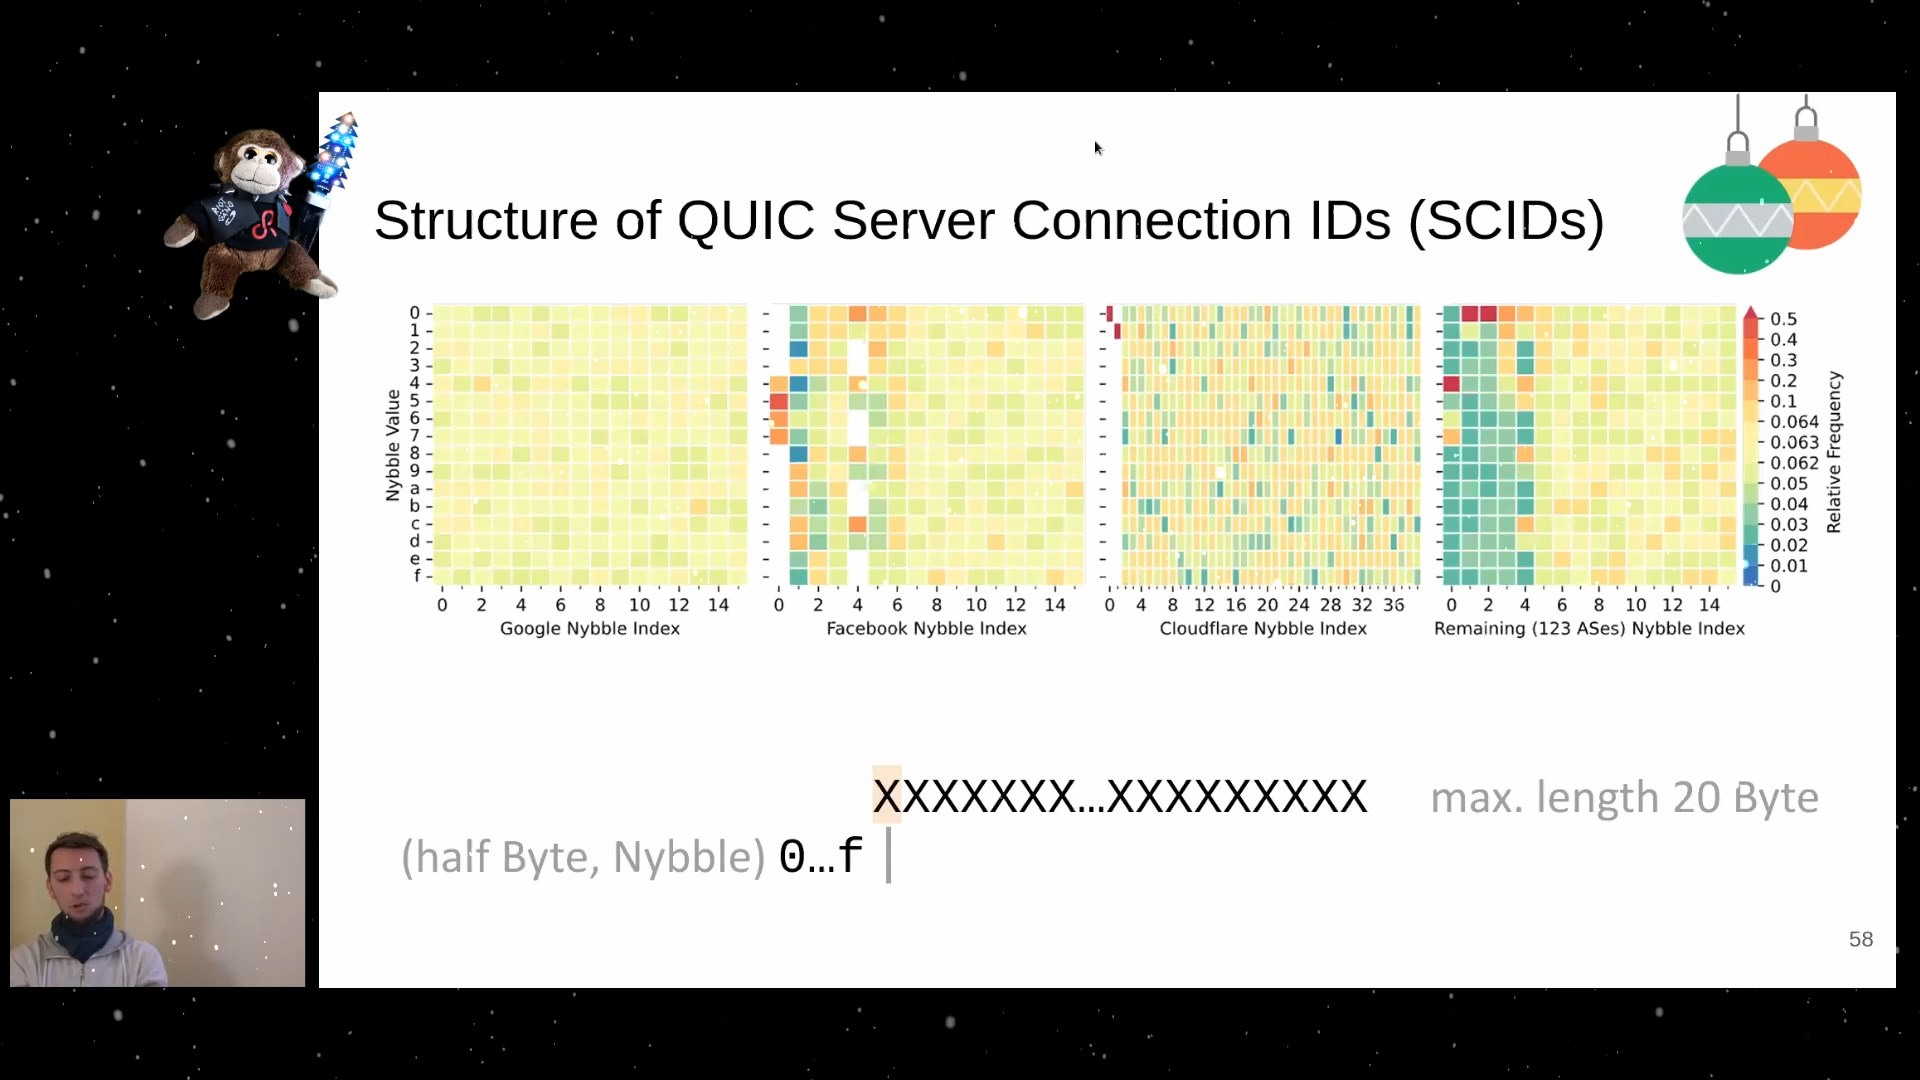 Structure of QUIC Server Connection IDs (SCIDs)
Nybble Value
0
1
2
3
4
5
6
7
8
9
a
b
c
d
e
f
0 2 4 6 8 10 12 14
Google Nybble Index
0 2 4 6 8 10 12 14
Facebook Nybble Index
0 4 8 12 16 20 24 28 32 36
Cloudflare Nybble Index
0 2 4 6 8 10 12 14
Remaining (123 ASes) Nybble Index
0.5
0.4
0.3
0.2
0.1
0.064
0.063
0.062
0.05
0.04
0.03
0.02
0.01
0
Relative Frequency
XXXXXXX...XXXXXXXXX max. length 20 Byte
(half Byte, Nybble) 0...f
58